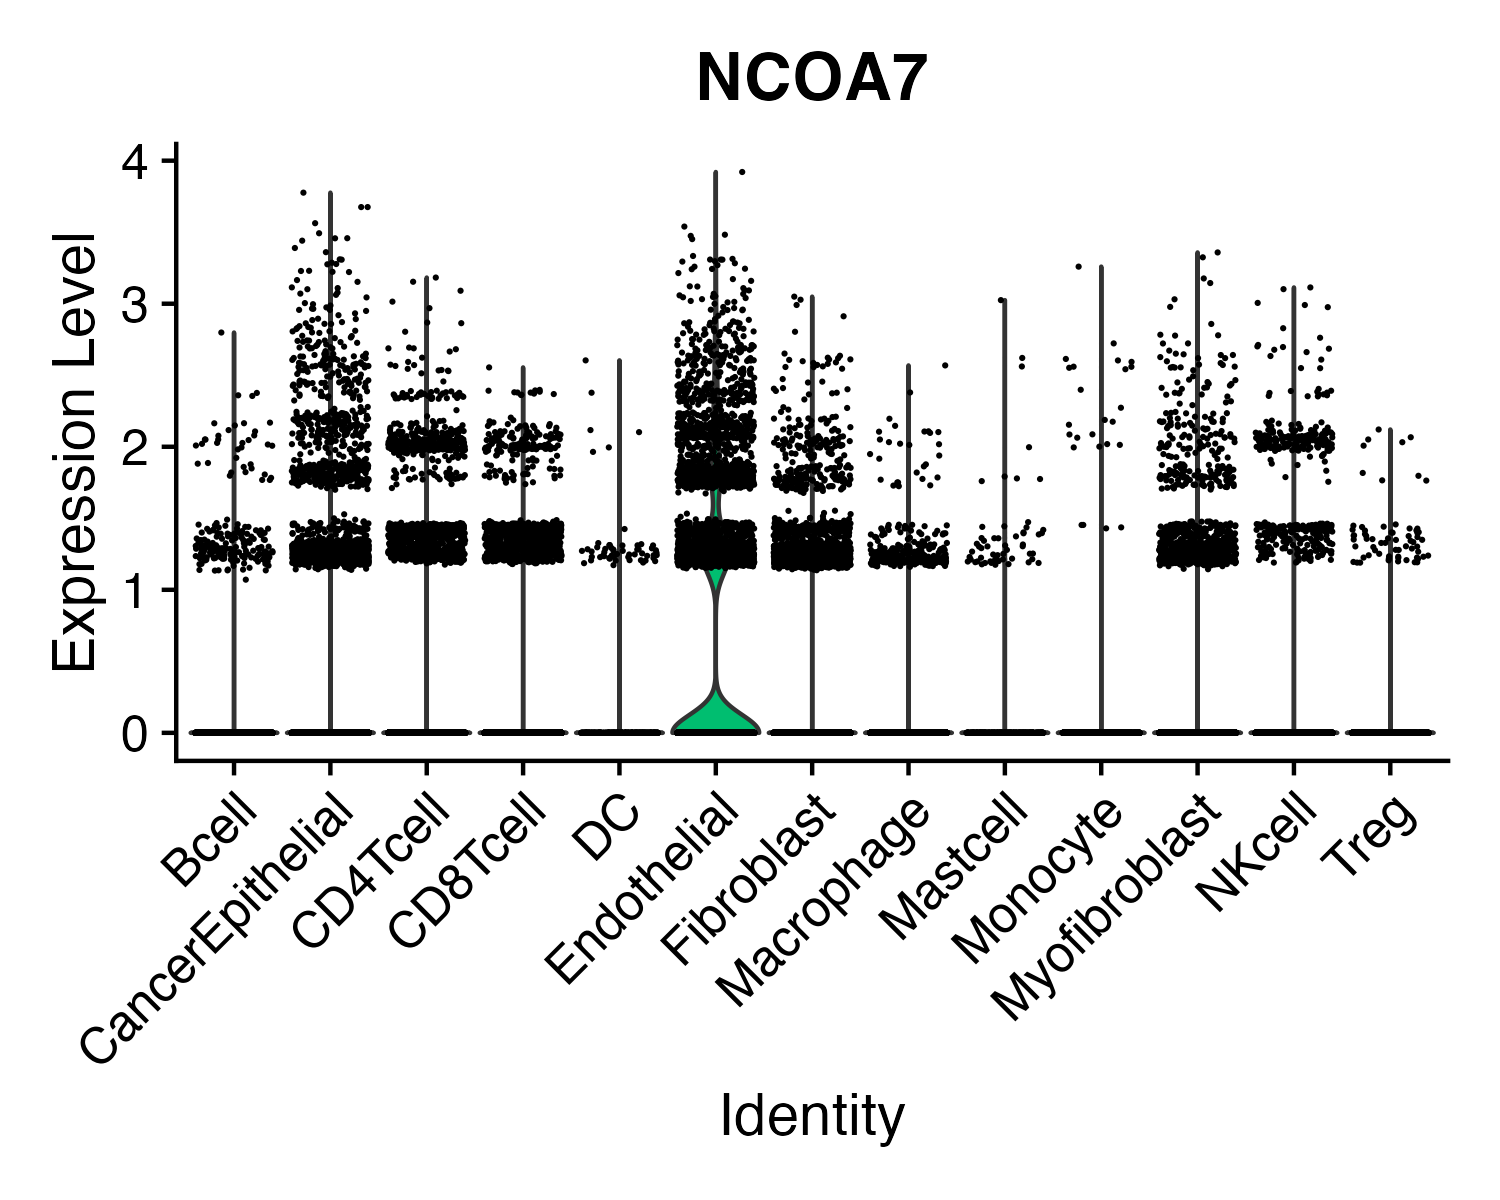 NCOA7
Expression Level
4
3
2
1
0
Bcell
CancerEpithelial
CD4Tcell
CD8Tcell
DC
Endothelial
Fibroblast
Macrophage
Mastcell
Monocyte
Myofibroblast
NKcell
Treg
Identity